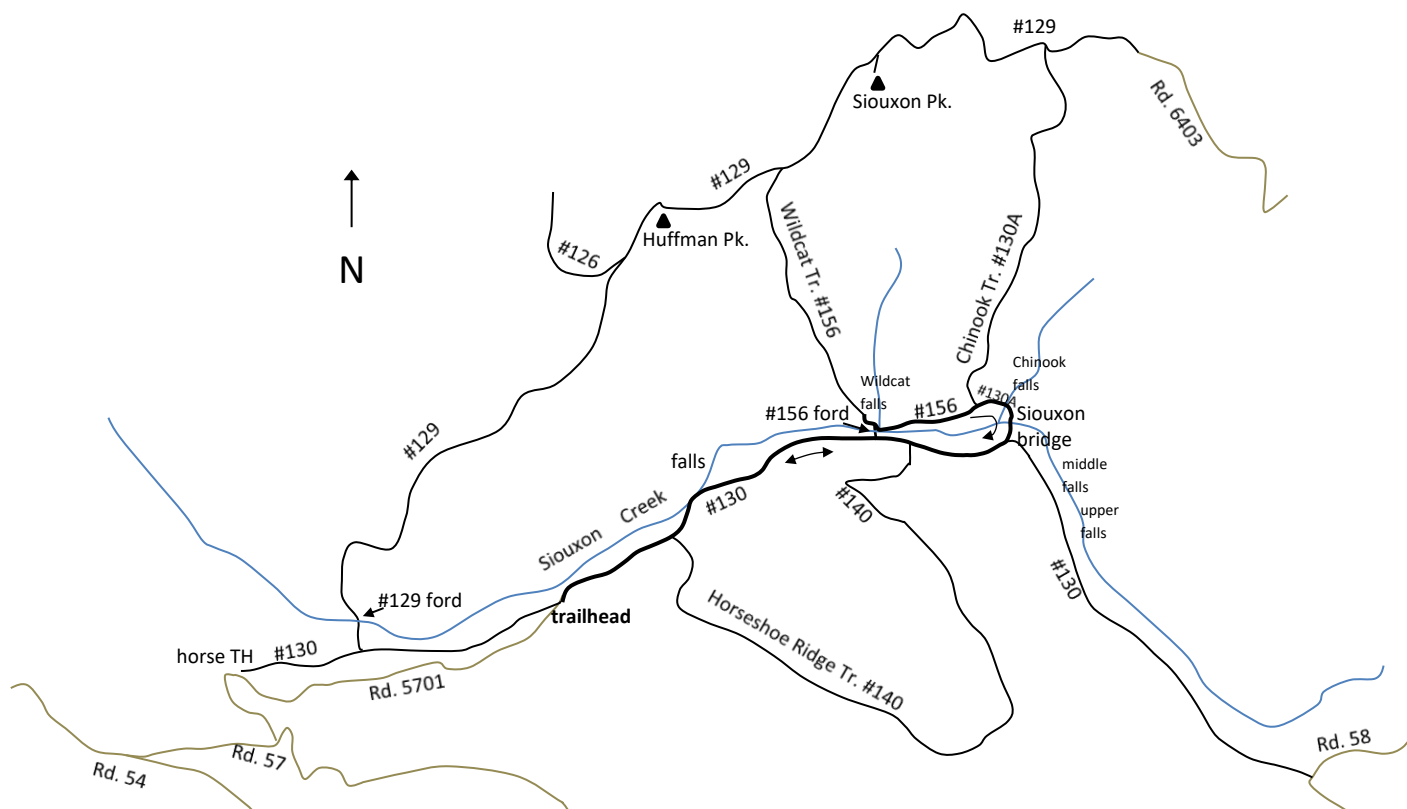 #129
Siouxon Pk.
Rd. 6403
#129
Huffman Pk.
#126
N
Wildcat Tr. #156
Chinook Tr. #130A
Chinook
falls
Wildcat
falls
#130A
#156
#156 ford
Siouxon
bridge
#129
falls
middle
falls
#130
#140
upper
falls
Siouxon Creek
#130
#129 ford
trailhead
Horseshoe Ridge Tr. #140
horse TH
#130
Rd. 5701
Rd. 57
Rd. 54
Rd. 58